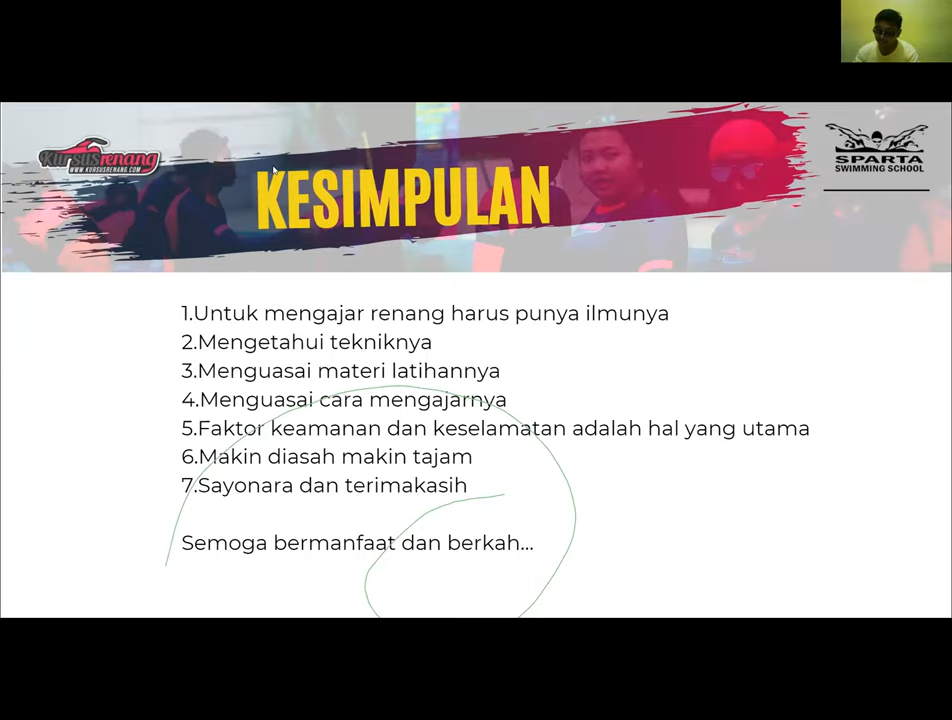 Kursusrenang
WWW.KURSUSRENANG.COM
KESIMPULAN
SPARTA
SWIMMING SCHOOL
1.Untuk mengajar renang harus punya ilmunya
2.Mengetahui tekniknya
3.Menguasai materi latihannya
4.Menguasai cara mengajarnya
5.Faktor keamanan dan keselamatan adalah hal yang utama
6.Makin diasah makin tajam
7.Sayonara dan terimakasih
Semoga bermanfaat dan berkah...